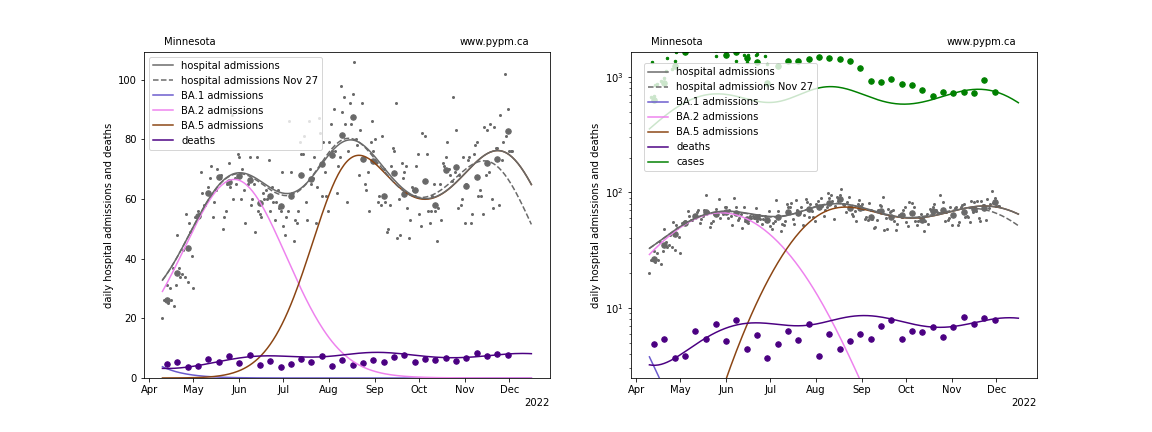 Minnesota
www.pypm.ca
hospital admissions
hospital admissions Nov 27
BA.1 admissions
BA.2 admissions
BA.5 admissions
deaths
daily hospital admissions and deaths
100
80
60
40
20
0
Apr May Jun Jul Aug Sep Oct Nov Dec
2022
Minnesota
www.pypm.ca
hospital admissions
hospital admissions Nov 27
BA.1 admissions
BA.2 admissions
BA.5 admissions
deaths
cases
daily hospital admissions and deaths
10³
10²
10¹
Apr May Jun Jul Aug Sep Oct Nov Dec
2022